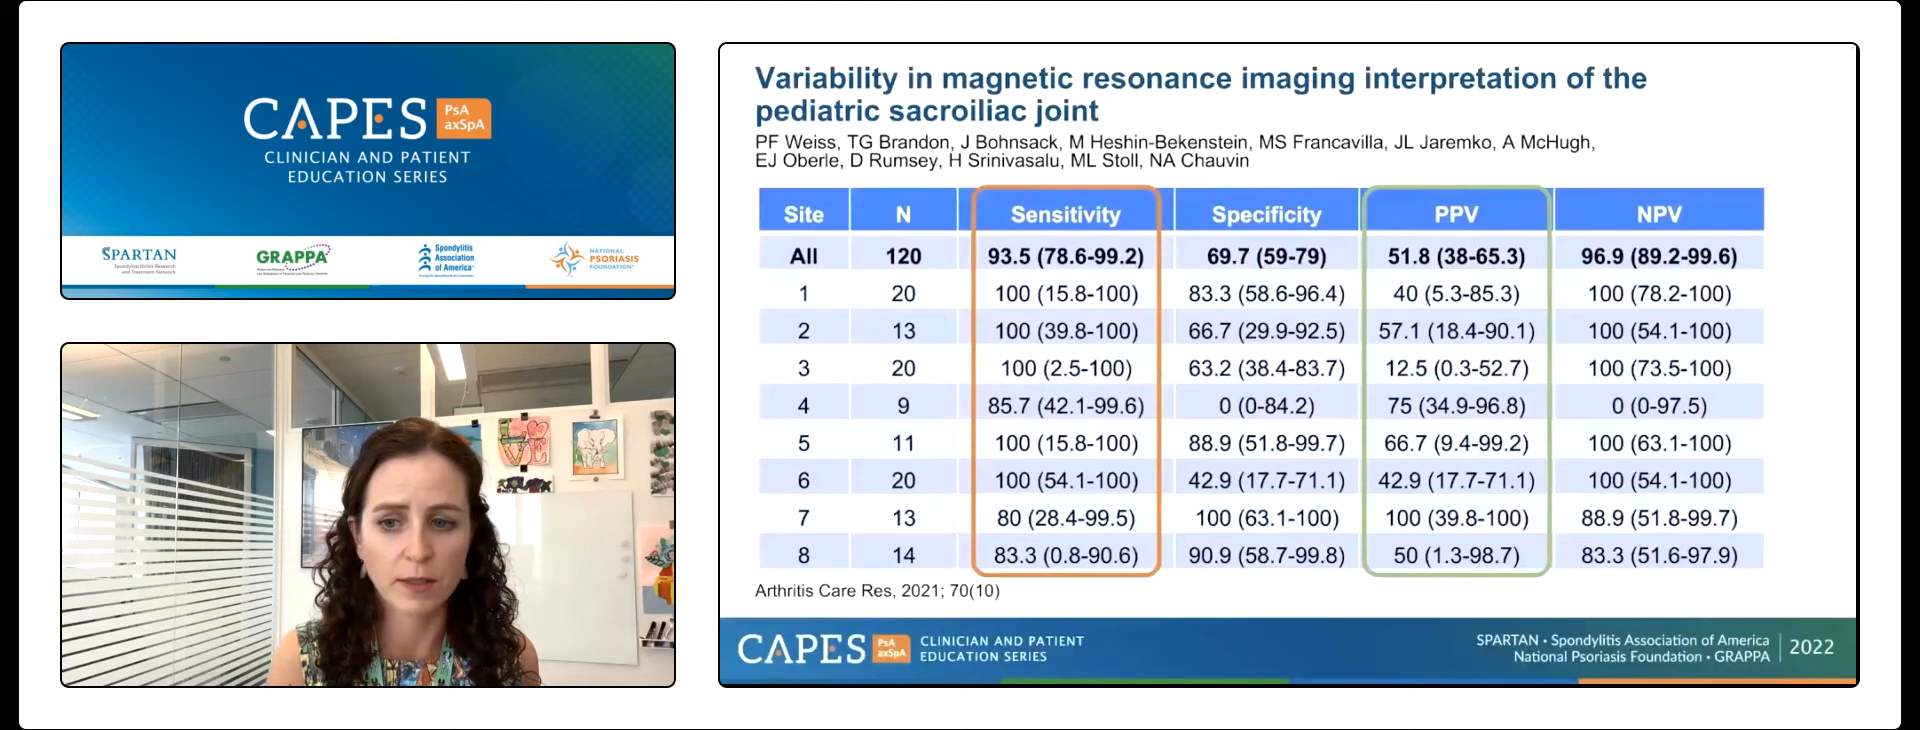 CAPES PsA axSpA
CLINICIAN AND PATIENT
EDUCATION SERIES
SPARTAN
Spondyloarthritis Research
and Treatment Network
GRAPPA
Spondylitis
Association
of America
NATIONAL
PSORIASIS
FOUNDATION
LOVE
Variability in magnetic resonance imaging interpretation of the
pediatric sacroiliac joint
PF Weiss, TG Brandon, J Bohnsack, M Heshin-Bekenstein, MS Francavilla, JL Jaremko, A McHugh,
EJ Oberle, D Rumsey, H Srinivasalu, ML Stoll, NA Chauvin
Site N Sensitivity Specificity PPV NPV
All 120 93.5 (78.6-99.2) 69.7 (59-79) 51.8 (38-65.3) 96.9 (89.2-99.6)
1 20 100 (15.8-100) 83.3 (58.6-96.4) 40 (5.3-85.3) 100 (78.2-100)
2 13 100 (39.8-100) 66.7 (29.9-92.5) 57.1 (18.4-90.1) 100 (54.1-100)
3 20 100 (2.5-100) 63.2 (38.4-83.7) 12.5 (0.3-52.7) 100 (73.5-100)
4 9 85.7 (42.1-99.6) 0 (0-84.2) 75 (34.9-96.8) 0 (0-97.5)
5 11 100 (15.8-100) 88.9 (51.8-99.7) 66.7 (9.4-99.2) 100 (63.1-100)
6 20 100 (54.1-100) 42.9 (17.7-71.1) 42.9 (17.7-71.1) 100 (54.1-100)
7 13 80 (28.4-99.5) 100 (63.1-100) 100 (39.8-100) 88.9 (51.8-99.7)
8 14 83.3 (0.8-90.6) 90.9 (58.7-99.8) 50 (1.3-98.7) 83.3 (51.6-97.9)
Arthritis Care Res, 2021; 70(10)
CAPES PsA axSpA
CLINICIAN AND PATIENT
EDUCATION SERIES
SPARTAN • Spondylitis Association of America
National Psoriasis Foundation • GRAPPA
2022